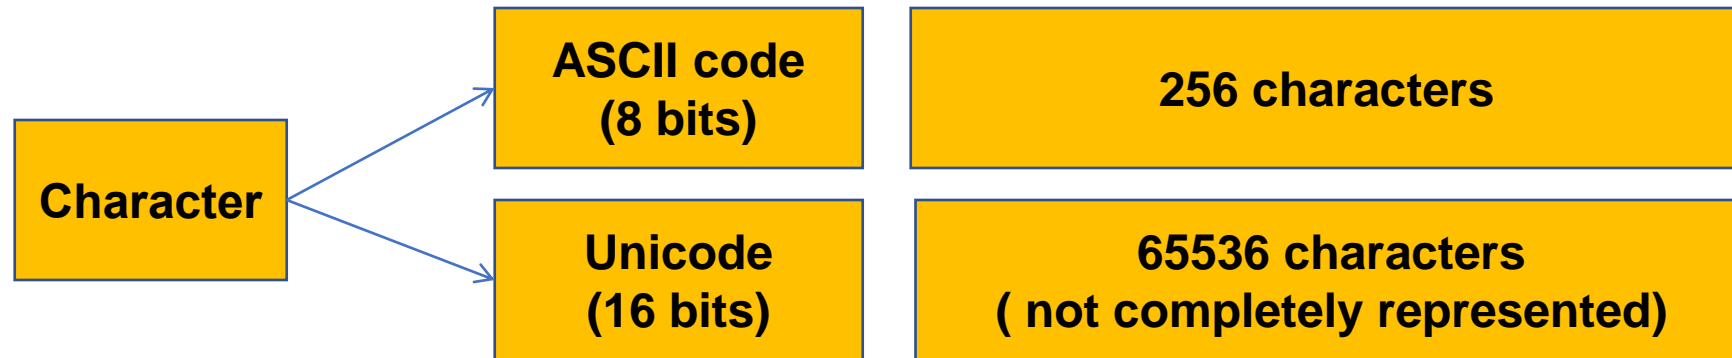 Character
ASCII code
(8 bits)
256 characters
Unicode
(16 bits)
65536 characters
( not completely represented)